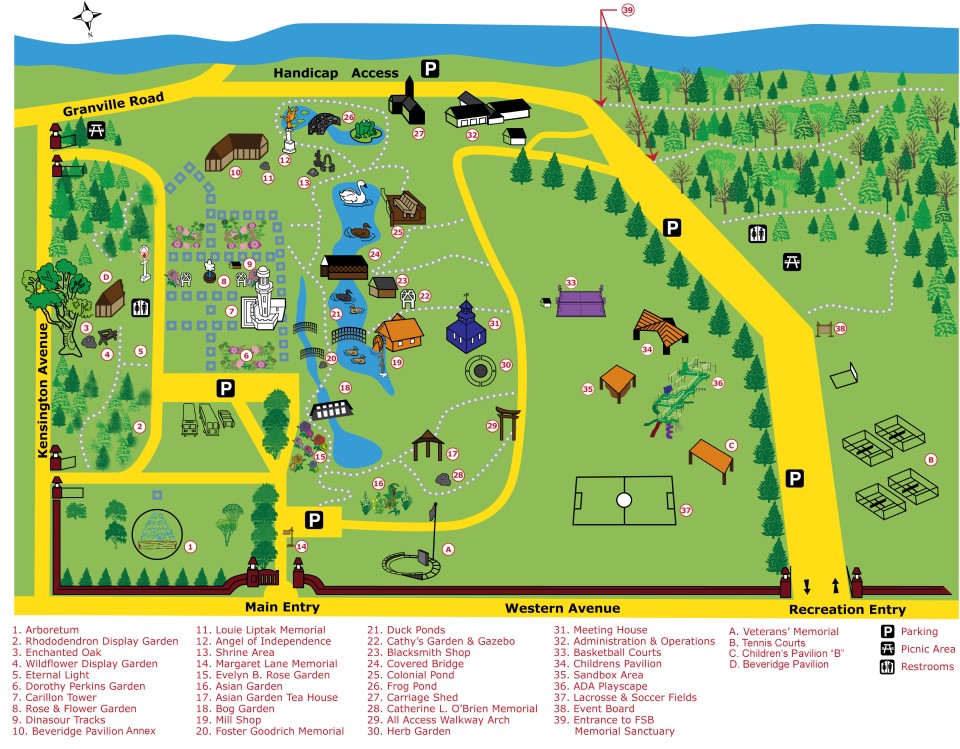 39
N
Handicap Access P
Granville Road
26
27
32
12
10
11
13
P
25
24
D
9
8
23
22
7
21
31
33
3
4
5
6
20
19
34
38
30
35
36
P
18
2
29
15
17
C
B
28
16
P
37
P
1
14
A
Kensington Avenue
Main Entry
Western Avenue
Recreation Entry
1. Arboretum
2. Rhododendron Display Garden
3. Enchanted Oak
4. Wildflower Display Garden
5. Eternal Light
6. Dorothy Perkins Garden
7. Carillon Tower
8. Rose & Flower Garden
9. Dinasour Tracks
10. Beveridge Pavilion Annex
11. Louie Liptak Memorial
12. Angel of Independence
13. Shrine Area
14. Margaret Lane Memorial
15. Evelyn B. Rose Garden
16. Asian Garden
17. Asian Garden Tea House
18. Bog Garden
19. Mill Shop
20. Foster Goodrich Memorial
21. Duck Ponds
22. Cathy's Garden & Gazebo
23. Blacksmith Shop
24. Covered Bridge
25. Colonial Pond
26. Frog Pond
27. Carriage Shed
28. Catherine L. O'Brien Memorial
29. All Access Walkway Arch
30. Herb Garden
31. Meeting House
32. Administration & Operations
33. Basketball Courts
34. Childrens Pavilion
35. Sandbox Area
36. ADA Playscape
37. Lacrosse & Soccer Fields
38. Event Board
39. Entrance to FSB
Memorial Sanctuary
A. Veterans' Memorial
B. Tennis Courts
C. Children's Pavilion "B"
D. Beveridge Pavilion
P Parking
Picnic Area
Restrooms